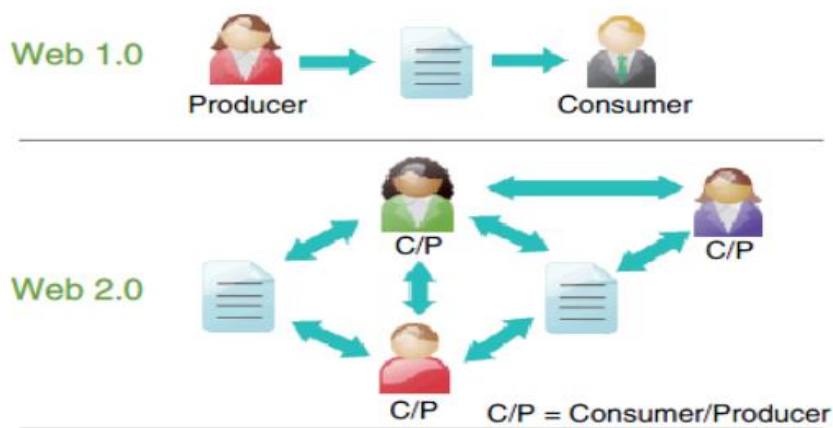 Web 1.0
Producer
Consumer
C/P
C/P
Web 2.0
C/P
C/P = Consumer/Producer